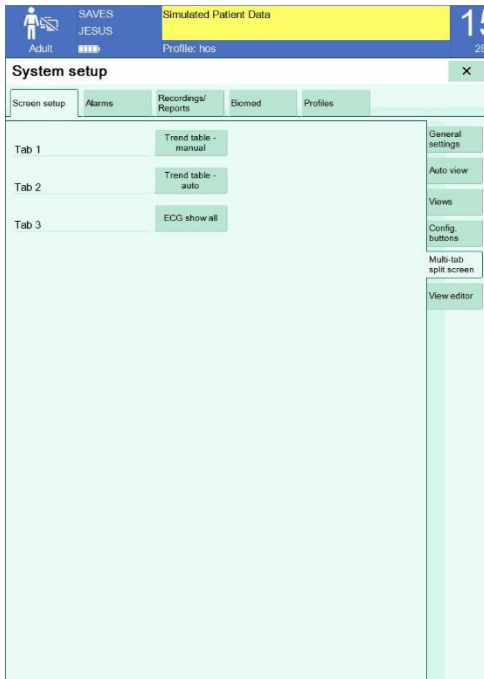 SAVES
JESUS
Simulated Patient Data
Adult
Profile: hos
System setup
Screen setup
Alarms
Recordings/
Reports
Biomed
Profiles
General
settings
Auto view
Views
Config.
buttons
Multi-tab
split screen
View editor
Tab 1
Trend table -
manual
Tab 2
Trend table -
auto
Tab 3
ECG show all